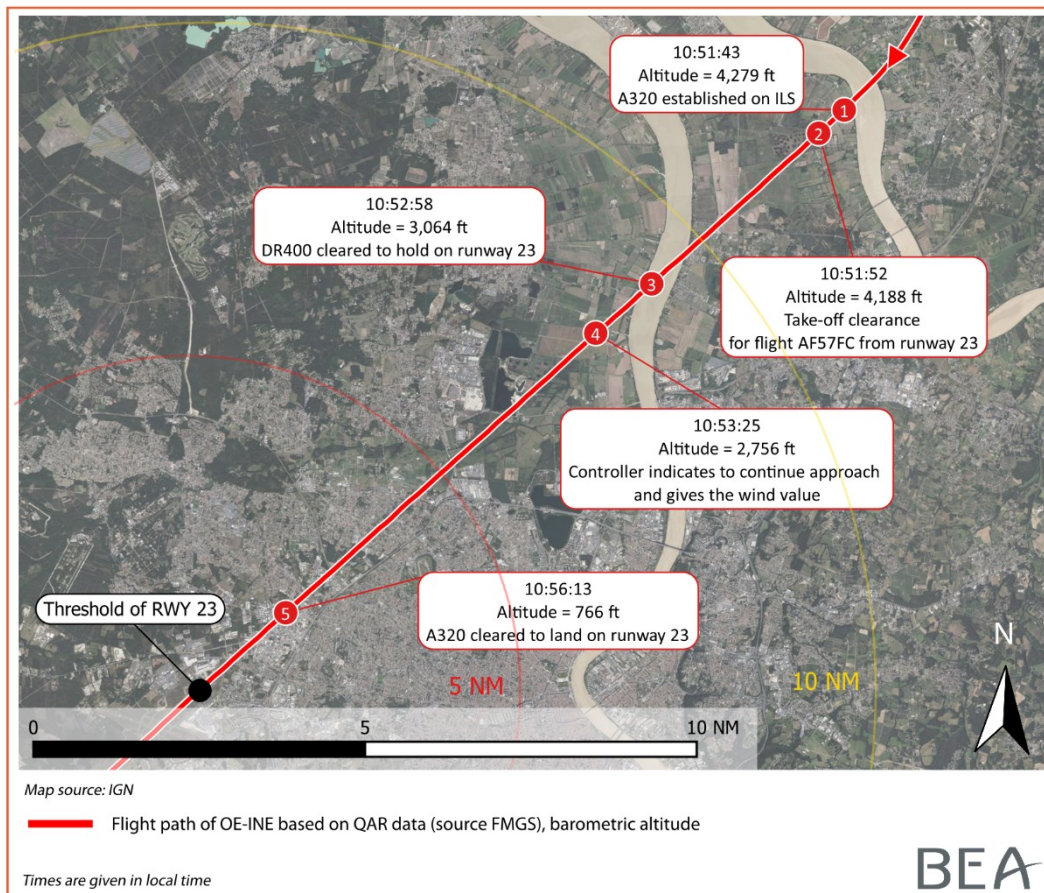 10:51:43
Altitude = 4,279 ft
A320 established on ILS
1
2
10:52:58
Altitude = 3,064 ft
DR400 cleared to hold on runway 23
10:51:52
Altitude = 4,188 ft
Take-off clearance
for flight AF57FC from runway 23
3
4
10:53:25
Altitude = 2,756 ft
Controller indicates to continue approach
and gives the wind value
10:56:13
Altitude = 766 ft
A320 cleared to land on runway 23
Threshold of RWY 23
5
N
5 NM
10 NM
0 5 10 NM
Map source: IGN
Flight path of OE-INE based on QAR data (source FMGS), barometric altitude
Times are given in local time
BEA